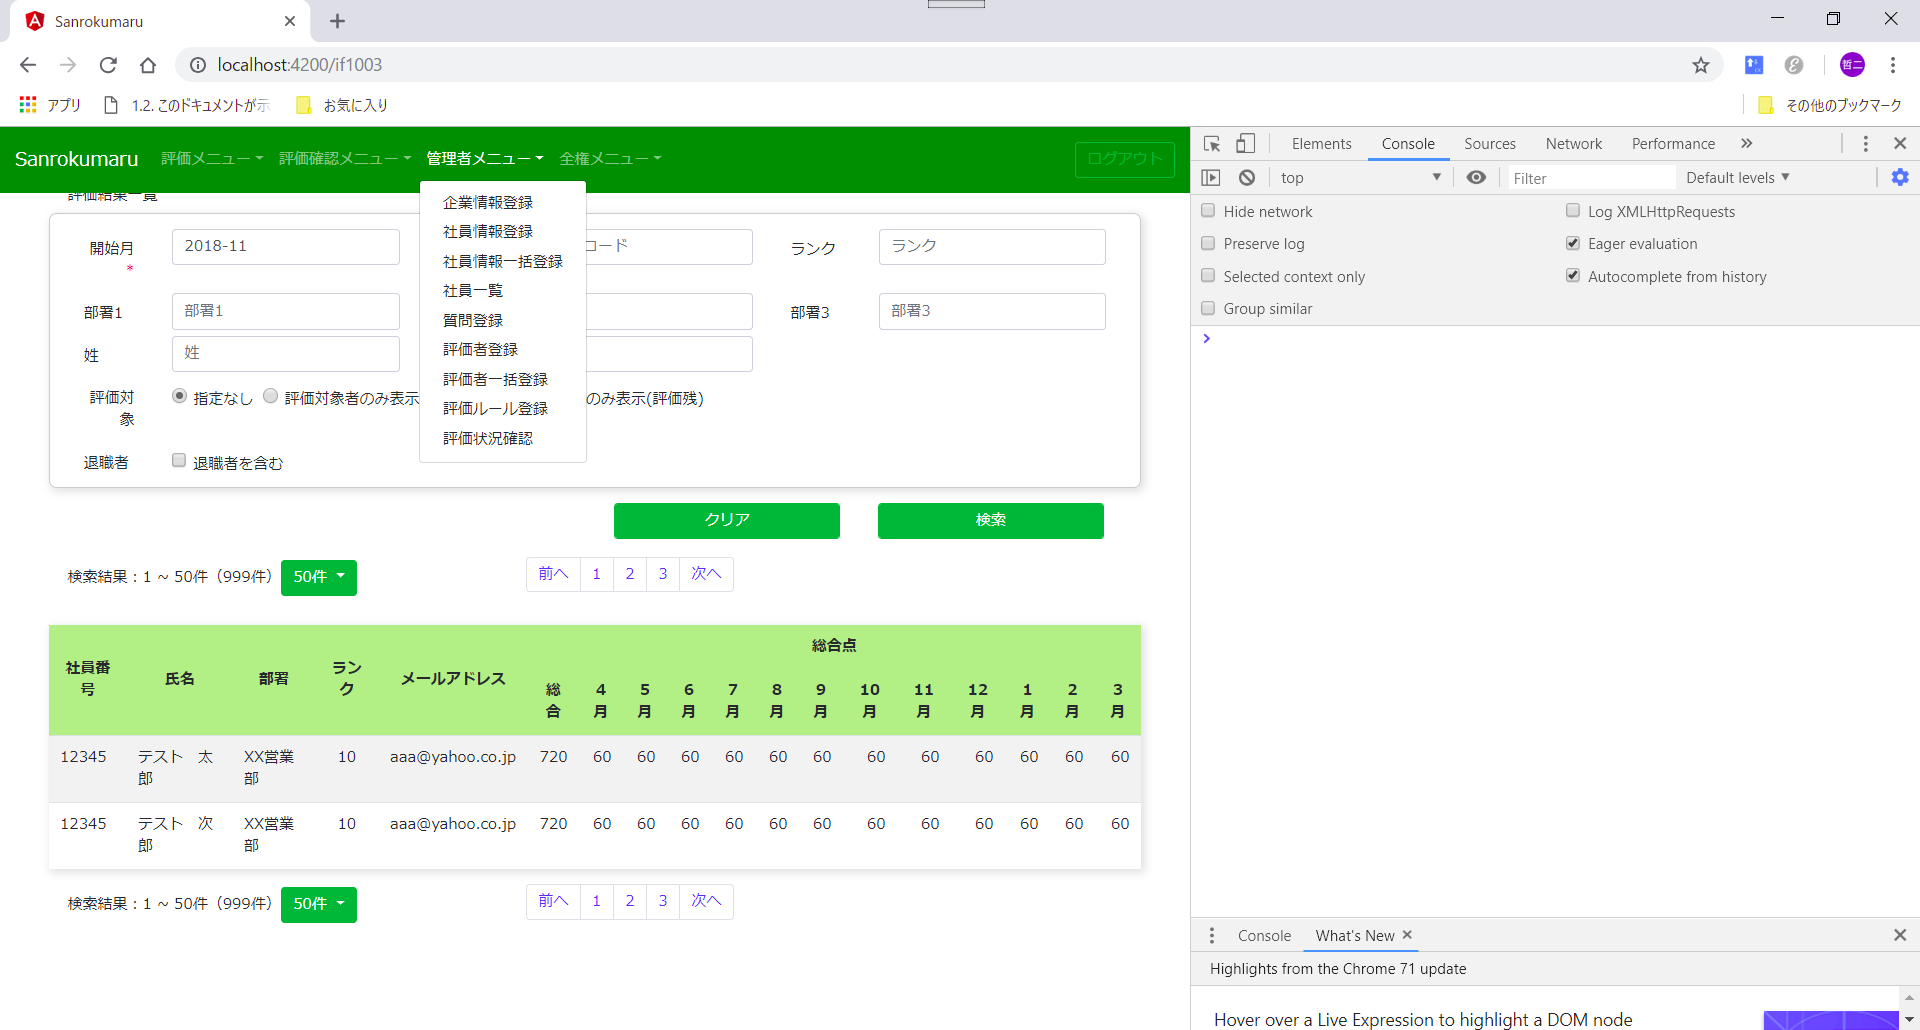 Sanrokumaru
localhost:4200/if1003
哲二
アプリ 1.2. このドキュメントが示 お気に入り その他のブックマーク
Sanrokumaru 評価メニュー 評価確認メニュー 管理者メニュー 全権メニュー ログアウト
評価結果一覧
企業情報登録
社員情報登録
社員情報一括登録
社員一覧
質問登録
評価者登録
評価者一括登録
評価ルール登録
評価状況確認
開始月 * 2018-11 コード ランク ランク
部署1 部署1 部署3 部署3
姓 姓
評価対象 指定なし 評価対象者のみ表示 のみ表示(評価残)
退職者 退職者を含む
クリア 検索
検索結果：1 ~ 50件（999件） 50件 前へ 1 2 3 次へ
総合点
社員番号 氏名 部署 ランク メールアドレス 総合 4月 5月 6月 7月 8月 9月 10月 11月 12月 1月 2月 3月
12345 テスト　太郎 XX営業部 10 aaa@yahoo.co.jp 720 60 60 60 60 60 60 60 60 60 60 60 60
12345 テスト　次郎 XX営業部 10 aaa@yahoo.co.jp 720 60 60 60 60 60 60 60 60 60 60 60 60
検索結果：1 ~ 50件（999件） 50件 前へ 1 2 3 次へ
Elements Console Sources Network Performance »
top Filter Default levels
Hide network Log XMLHttpRequests
Preserve log Eager evaluation
Selected context only Autocomplete from history
Group similar
Console What's New
Highlights from the Chrome 71 update
Hover over a Live Expression to highlight a DOM node